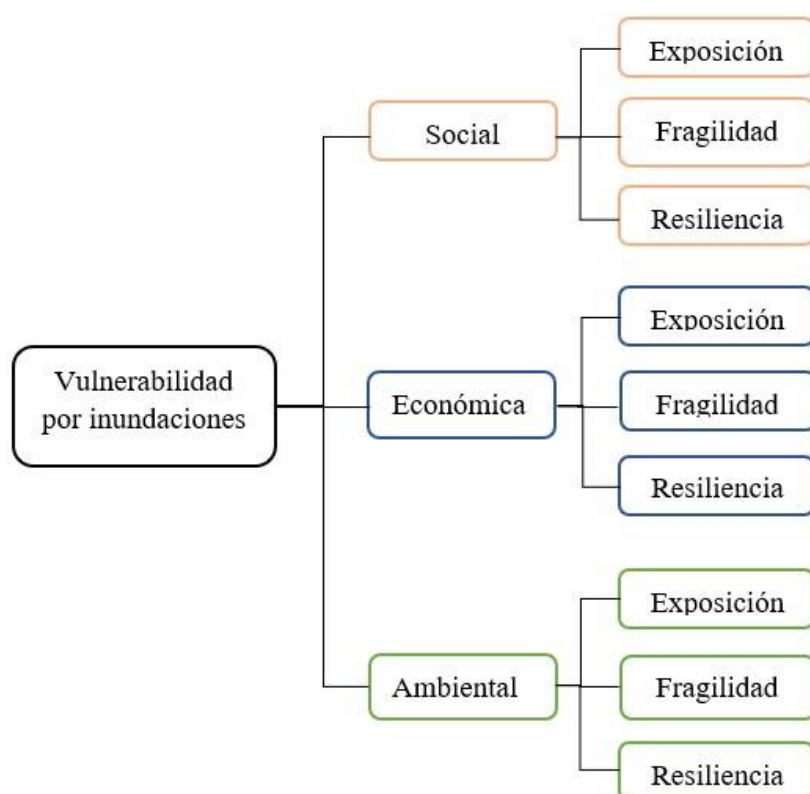 Vulnerabilidad
por inundaciones
Social
Exposición
Fragilidad
Resiliencia
Económica
Exposición
Fragilidad
Resiliencia
Ambiental
Exposición
Fragilidad
Resiliencia